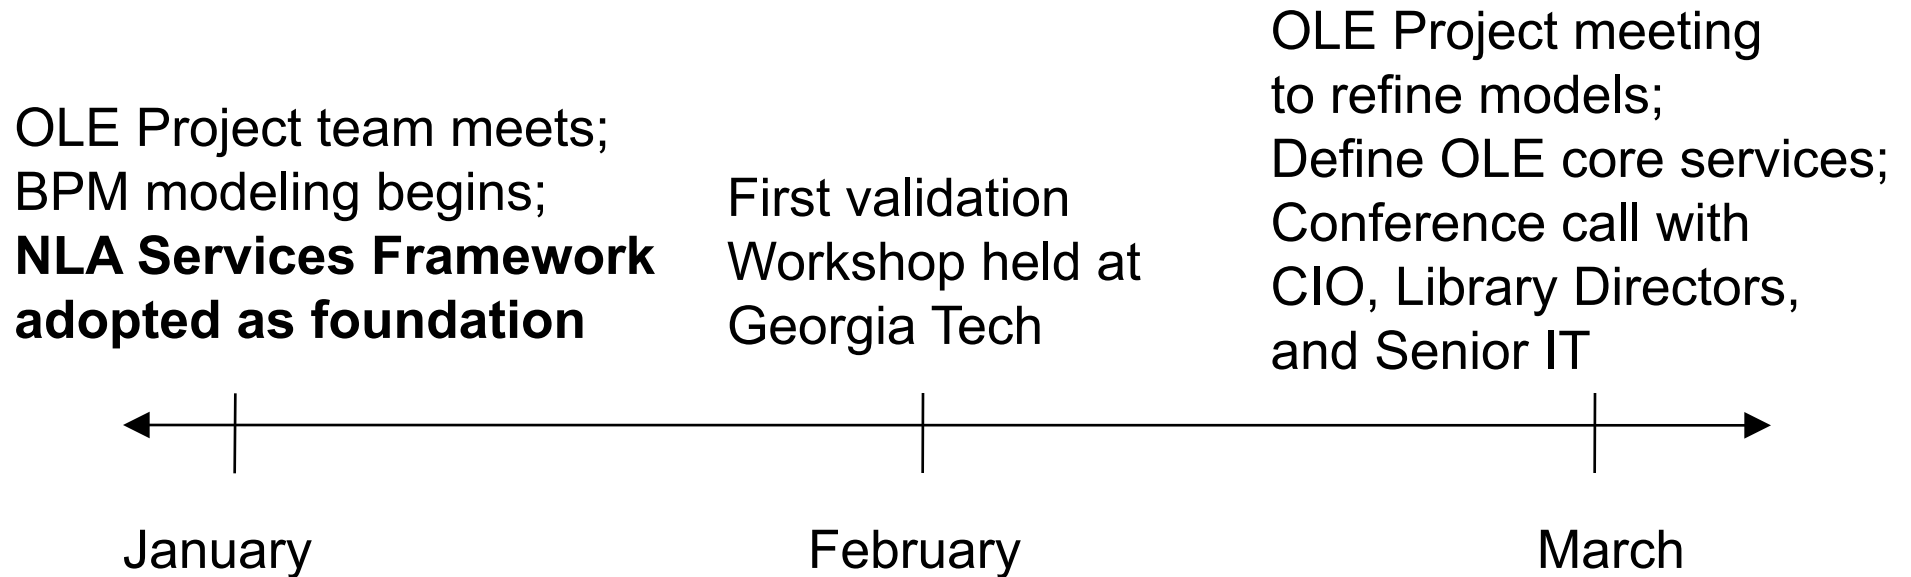 OLE Project team meets;
BPM modeling begins;
NLA Services Framework
adopted as foundation
First validation
Workshop held at
Georgia Tech
OLE Project meeting
to refine models;
Define OLE core services;
Conference call with
CIO, Library Directors,
and Senior IT
January
February
March